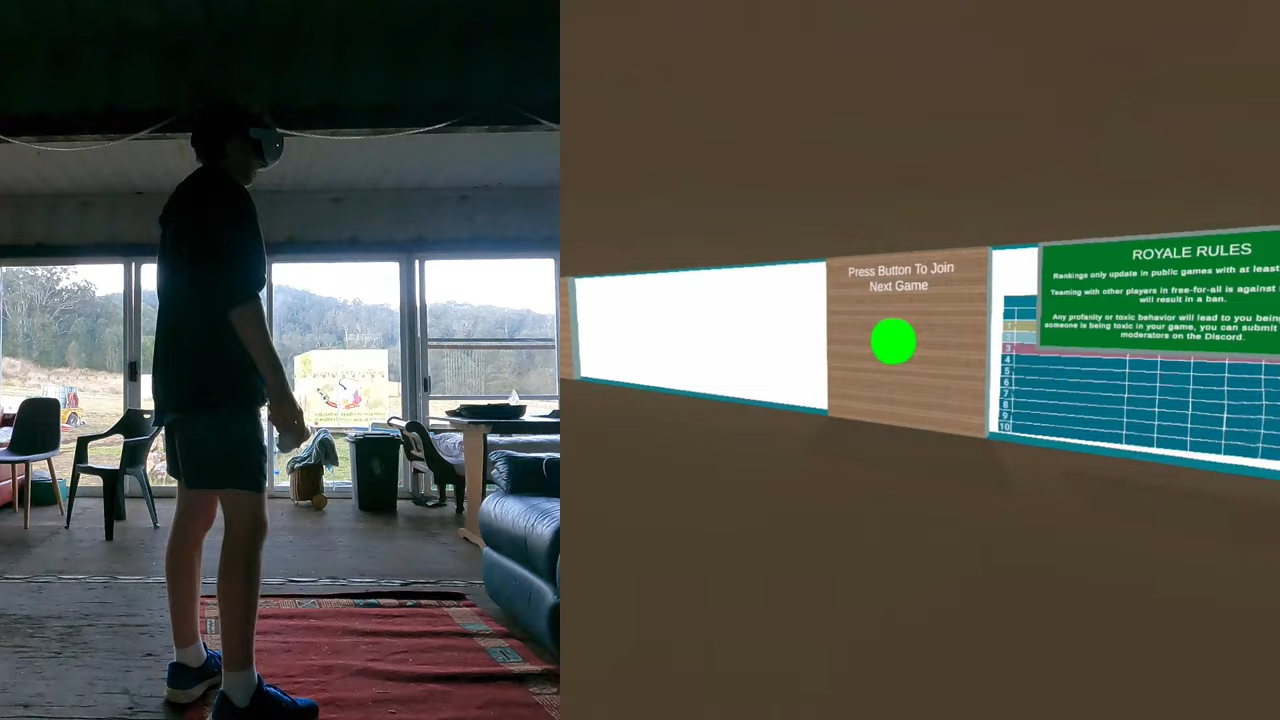 Press Button To Join
Next Game
ROYALE RULES
Rankings only update in public games with at least
Teaming with other players in free-for-all is against
will result in a ban.
Any profanity or toxic behavior will lead to you being
someone is being toxic in your game, you can submit
moderators on the Discord.
1
2
3
4
5
6
7
8
9
10